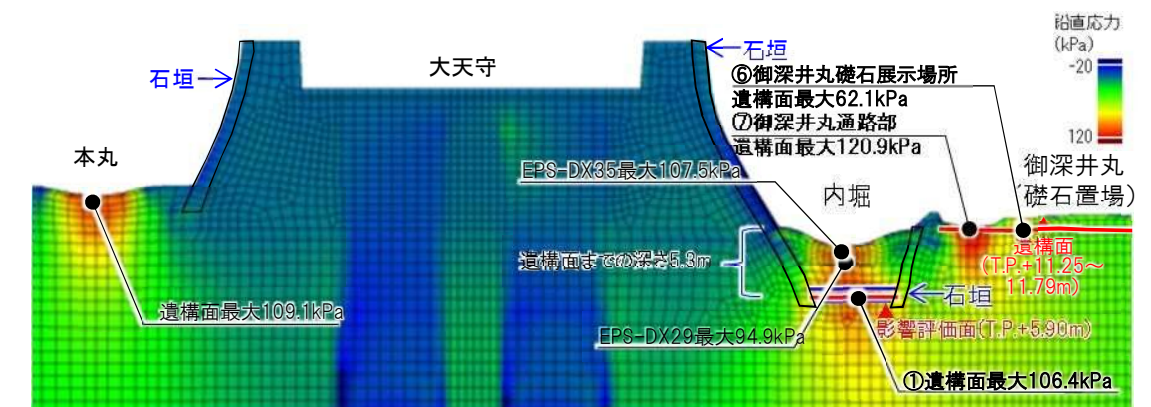 鉛直応力
(kPa)
-20
120
石垣
大天守
石垣
⑥御深井丸礎石展示場所
遺構面最大62.1kPa
⑦御深井丸通路部
遺構面最大120.9kPa
本丸
EPS-DX35最大107.5kPa
内堀
御深井丸
(礎石置場)
遺構面までの深さ5.3m
遺構面
(T.P.+11.25～
11.79m)
石垣
遺構面最大109.1kPa
EPS-DX29最大94.9kPa
影響評価面(T.P.+5.90m)
①遺構面最大106.4kPa